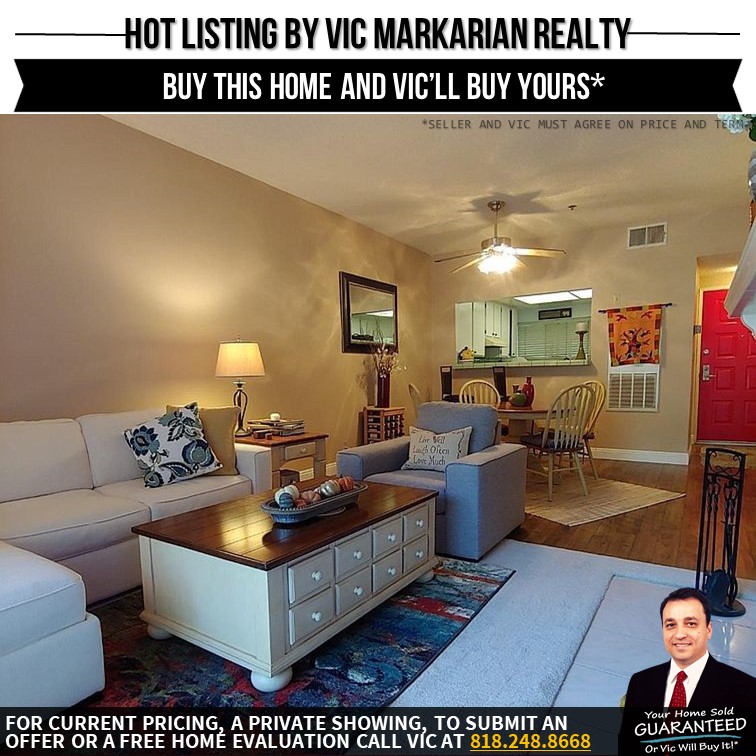 HOT LISTING BY VIC MARKARIAN REALTY
BUY THIS HOME AND VIC'LL BUY YOURS*
*SELLER AND VIC MUST AGREE ON PRICE AND TERM
Live Well
Laugh Often
Love Much
Your Home Sold
GUARANTEED
Or Vic Will Buy It!
FOR CURRENT PRICING, A PRIVATE SHOWING, TO SUBMIT AN
OFFER OR A FREE HOME EVALUATION CALL VIC AT 818.248.8668